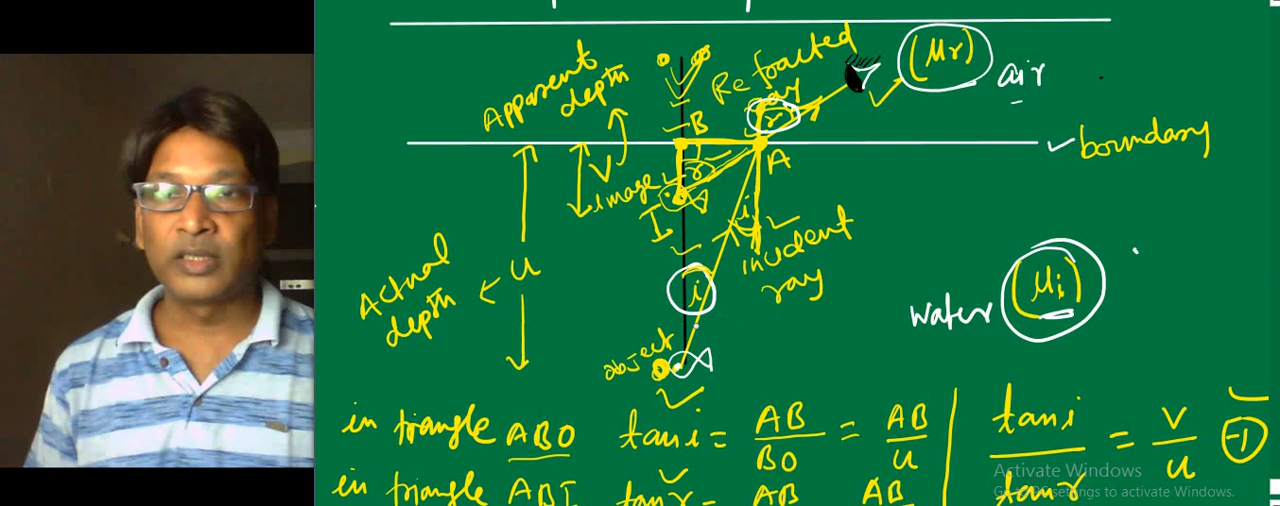 Apparent
depth
Refracted
ray
(μr)
air
B
r
A
boundary
V
r
image
I
i
incident
ray
Actual
depth
u
i
(μi)
water
object
in triangle ABO tan i = AB/BO = AB/u
tan i/tan r = v/u ①
in triangle ABI tan r = AB AB
Activate Windows
Go to PC settings to activate Windows.